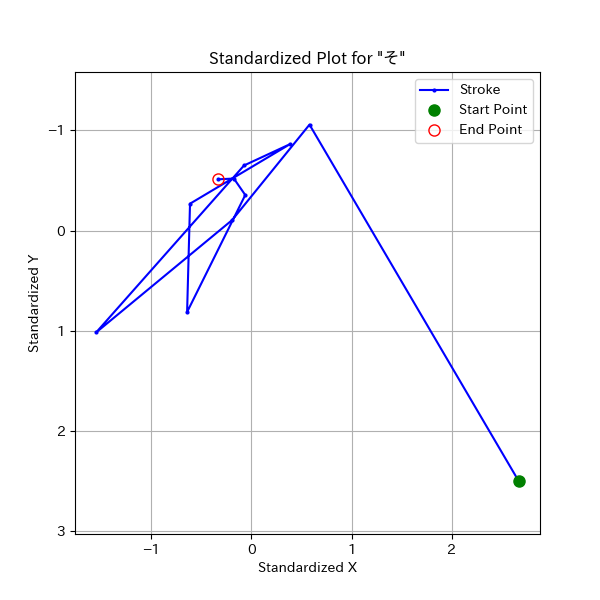 Standardized Plot for "そ"
Stroke
Start Point
End Point
−1
0
1
2
3
Standardized Y
−1
0
1
2
Standardized X